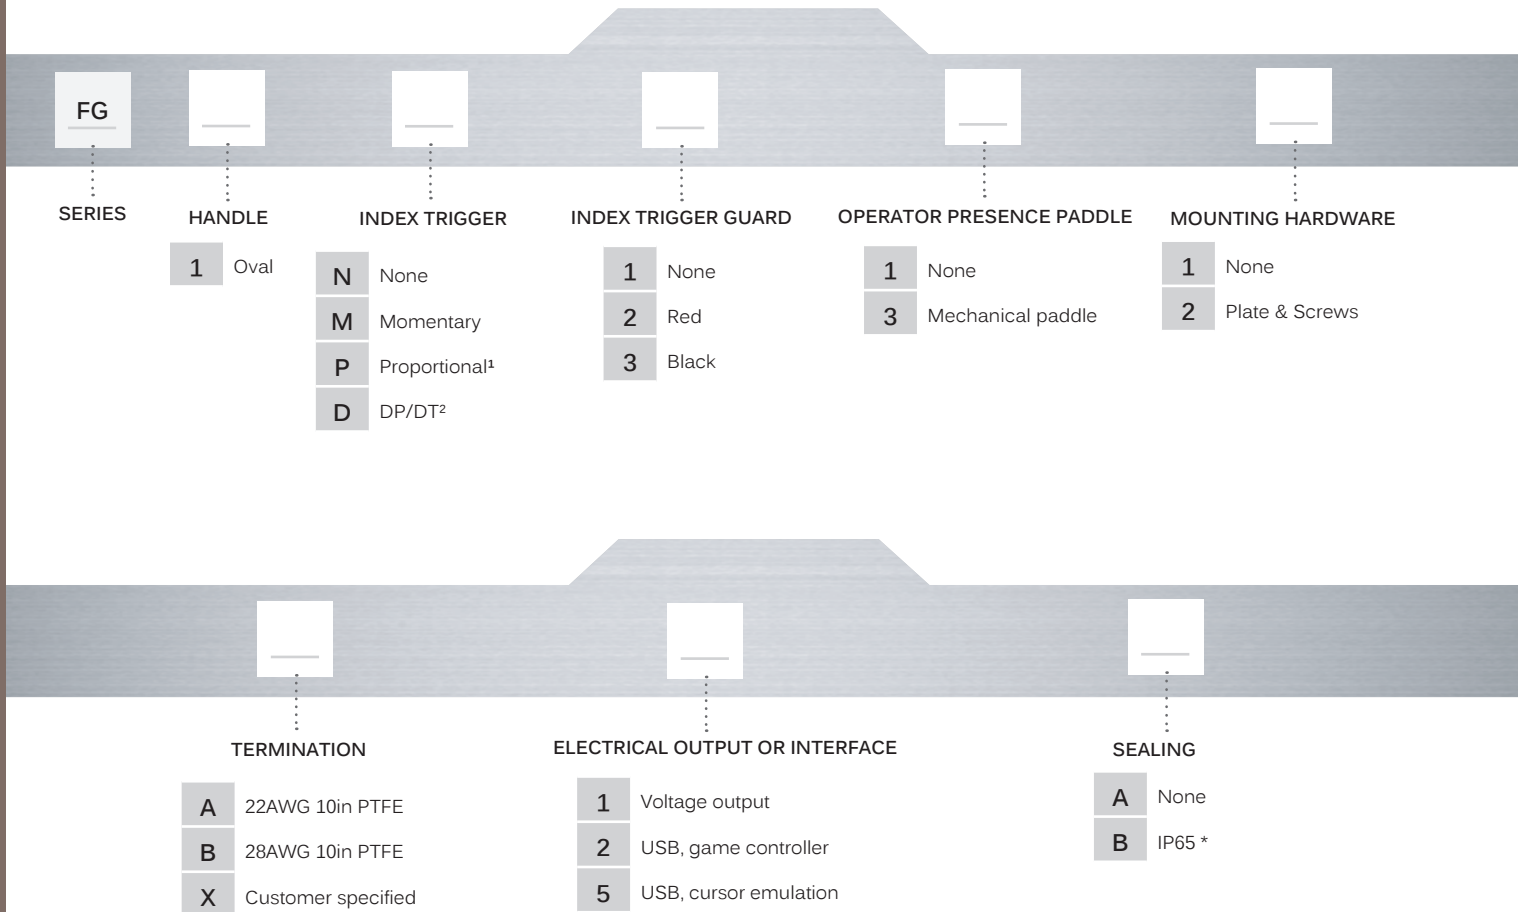 FG
SERIES
HANDLE
1 Oval
INDEX TRIGGER
N None
M Momentary
P Proportional¹
D DP/DT²
INDEX TRIGGER GUARD
1 None
2 Red
3 Black
OPERATOR PRESENCE PADDLE
1 None
3 Mechanical paddle
MOUNTING HARDWARE
1 None
2 Plate & Screws
TERMINATION
A 22AWG 10in PTFE
B 28AWG 10in PTFE
X Customer specified
ELECTRICAL OUTPUT OR INTERFACE
1 Voltage output
2 USB, game controller
5 USB, cursor emulation
SEALING
A None
B IP65 *